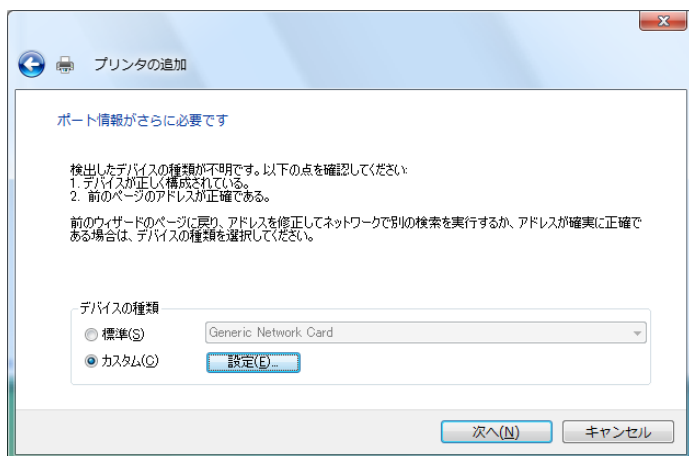 プリンタの追加
ポート情報がさらに必要です
検出したデバイスの種類が不明です。以下の点を確認してください:
1. デバイスが正しく構成されている。
2. 前のページのアドレスが正確である。
前のウィザードのページに戻り、アドレスを修正してネットワークで別の検索を実行するか、アドレスが確実に正確で
ある場合は、デバイスの種類を選択してください。
デバイスの種類
標準(S)
Generic Network Card
カスタム(C)
設定(E)...
次へ(N)
キャンセル